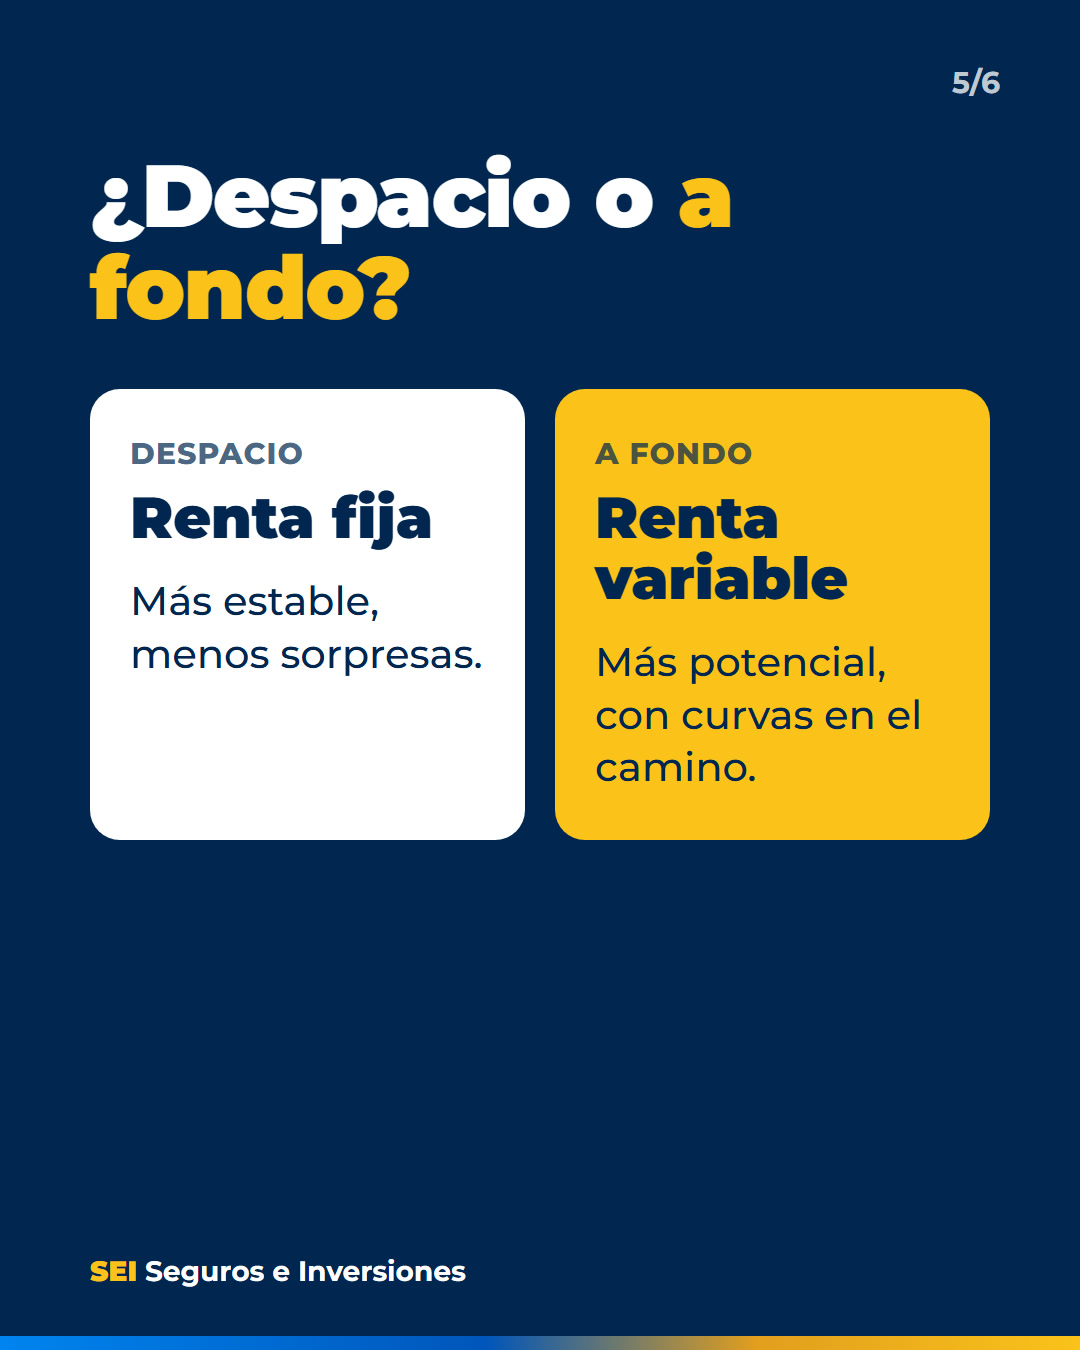 5/6
¿Despacio o a
fondo?
DESPACIO
Renta fija
Más estable,
menos sorpresas.
A FONDO
Renta
variable
Más potencial,
con curvas en el
camino.
SEI Seguros e Inversiones